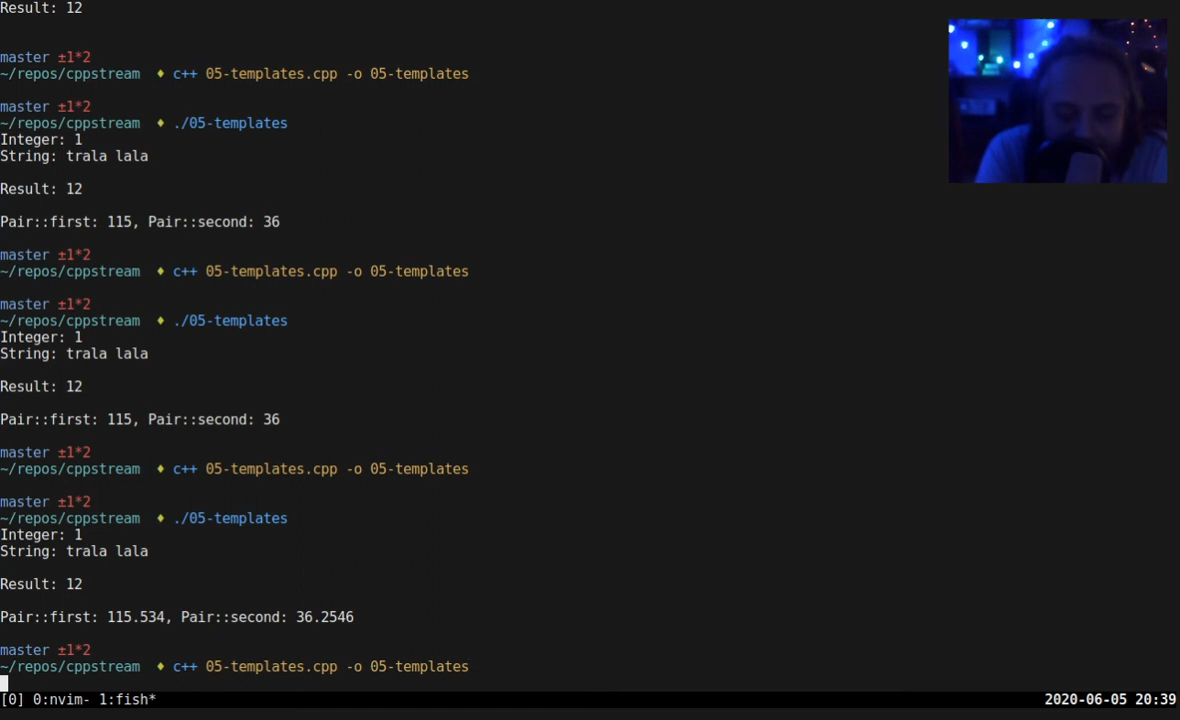 Result: 12
master ±1*2
~/repos/cppstream ♦ c++ 05-templates.cpp -o 05-templates
master ±1*2
~/repos/cppstream ♦ ./05-templates
Integer: 1
String: trala lala
Result: 12
Pair::first: 115, Pair::second: 36
master ±1*2
~/repos/cppstream ♦ c++ 05-templates.cpp -o 05-templates
master ±1*2
~/repos/cppstream ♦ ./05-templates
Integer: 1
String: trala lala
Result: 12
Pair::first: 115, Pair::second: 36
master ±1*2
~/repos/cppstream ♦ c++ 05-templates.cpp -o 05-templates
master ±1*2
~/repos/cppstream ♦ ./05-templates
Integer: 1
String: trala lala
Result: 12
Pair::first: 115.534, Pair::second: 36.2546
master ±1*2
~/repos/cppstream ♦ c++ 05-templates.cpp -o 05-templates
[0] 0:nvim- 1:fish* 2020-06-05 20:39